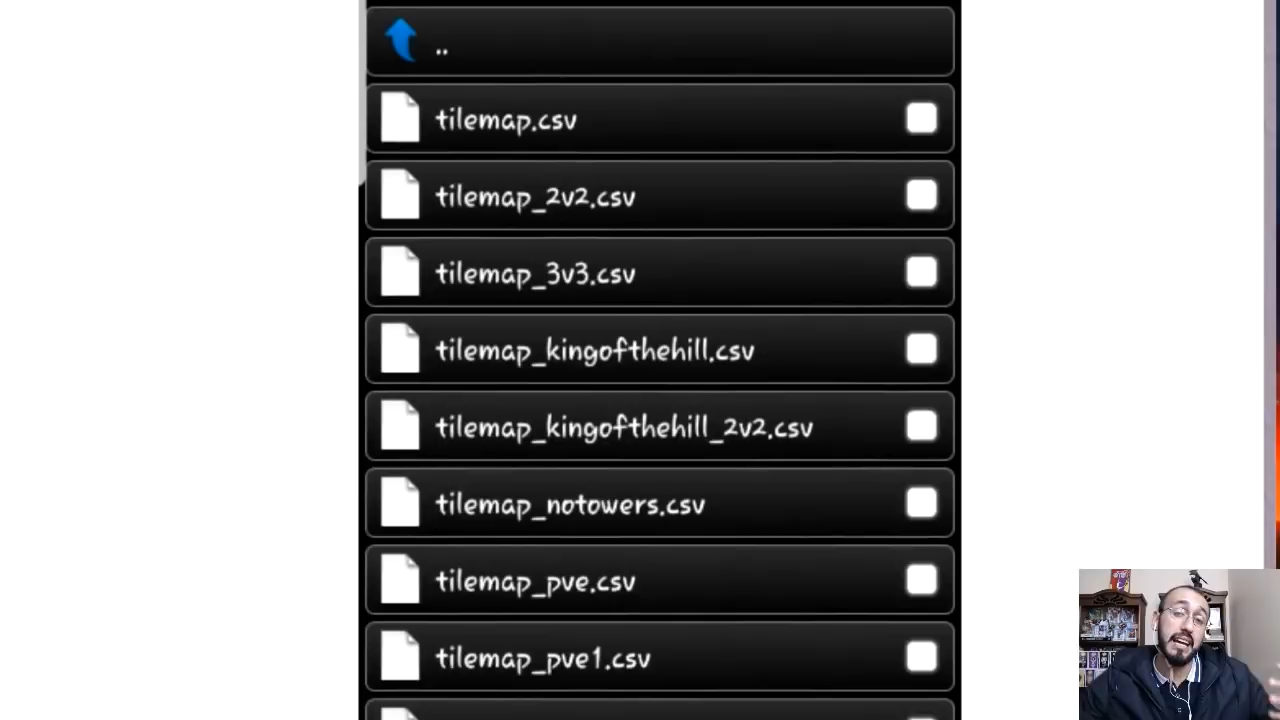 ..
tilemap.csv
tilemap_2v2.csv
tilemap_3v3.csv
tilemap_kingofthehill.csv
tilemap_kingofthehill_2v2.csv
tilemap_notowers.csv
tilemap_pve.csv
tilemap_pve1.csv